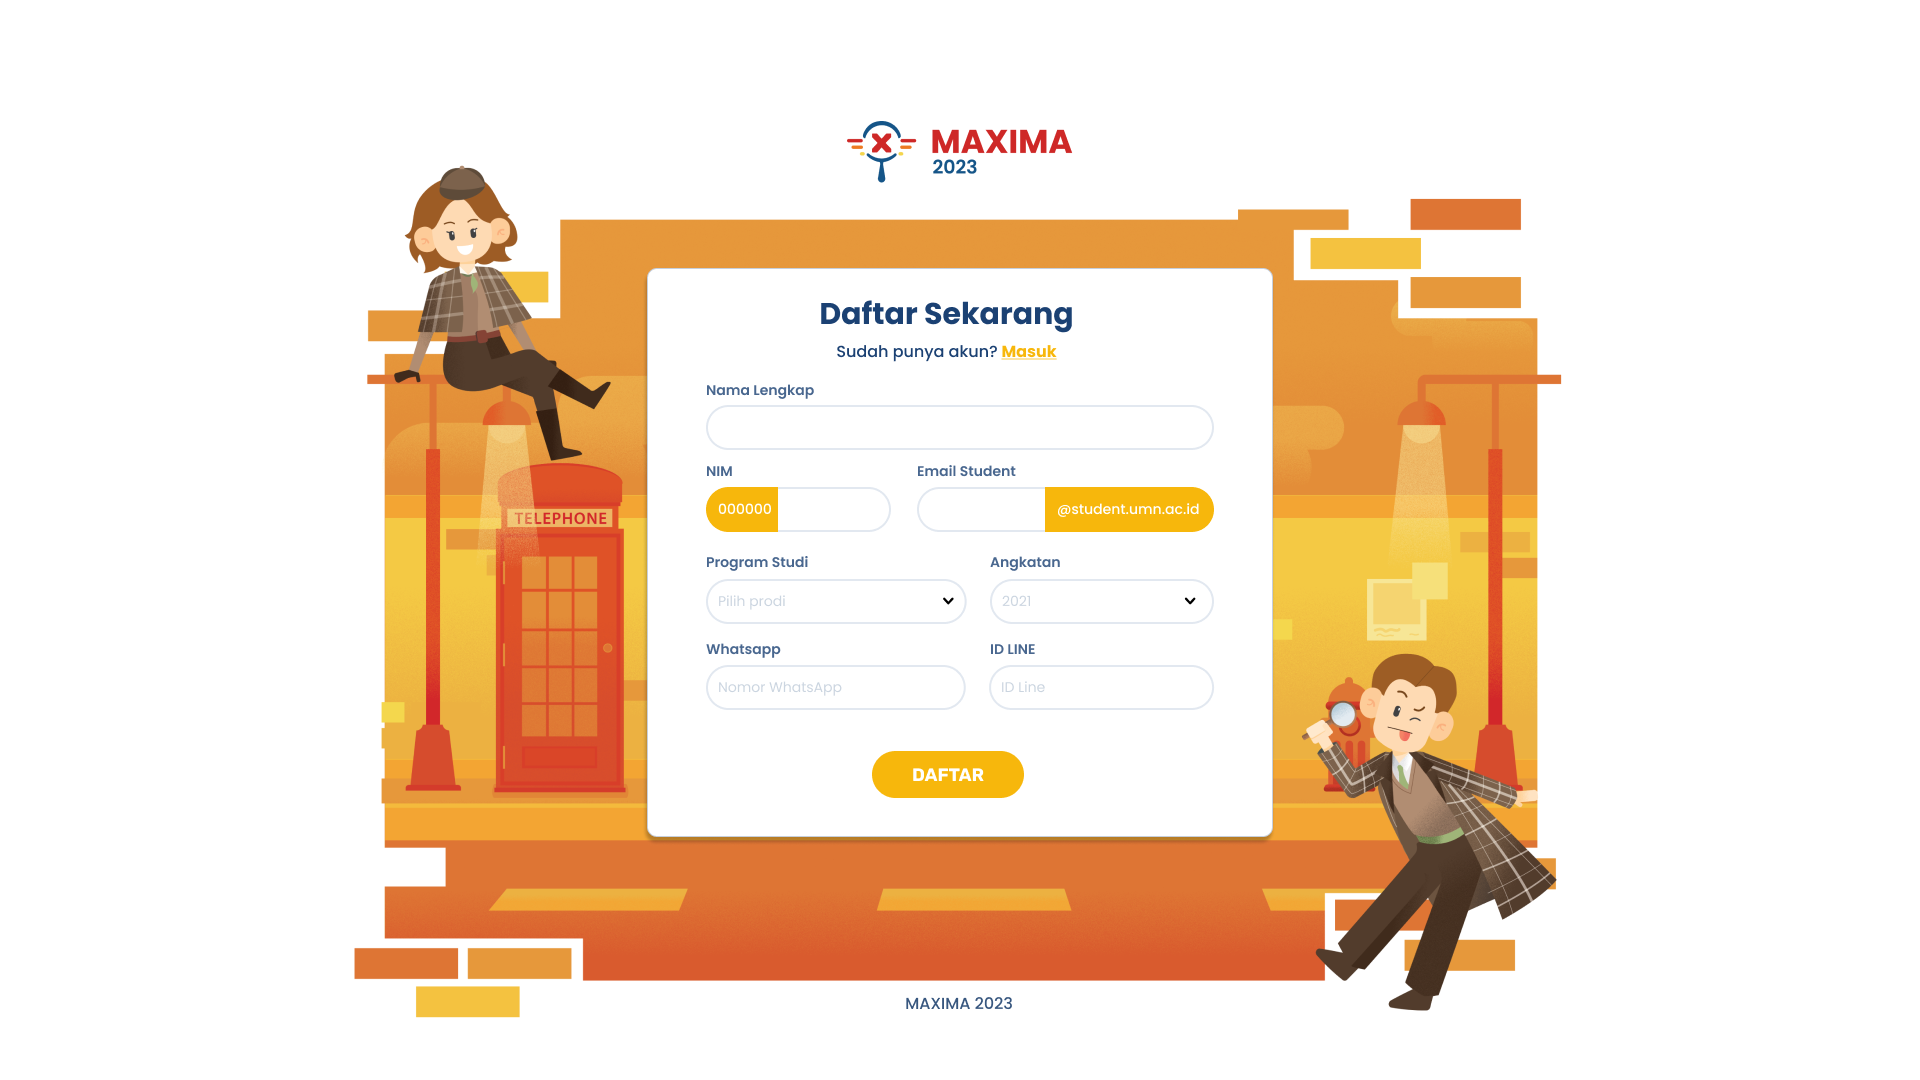 MAXIMA
2023
Daftar Sekarang
Sudah punya akun? Masuk
Nama Lengkap
NIM
Email Student
000000
@student.umn.ac.id
TELEPHONE
Program Studi
Angkatan
Pilih prodi
2021
Whatsapp
ID LINE
Nomor WhatsApp
ID Line
DAFTAR
MAXIMA 2023